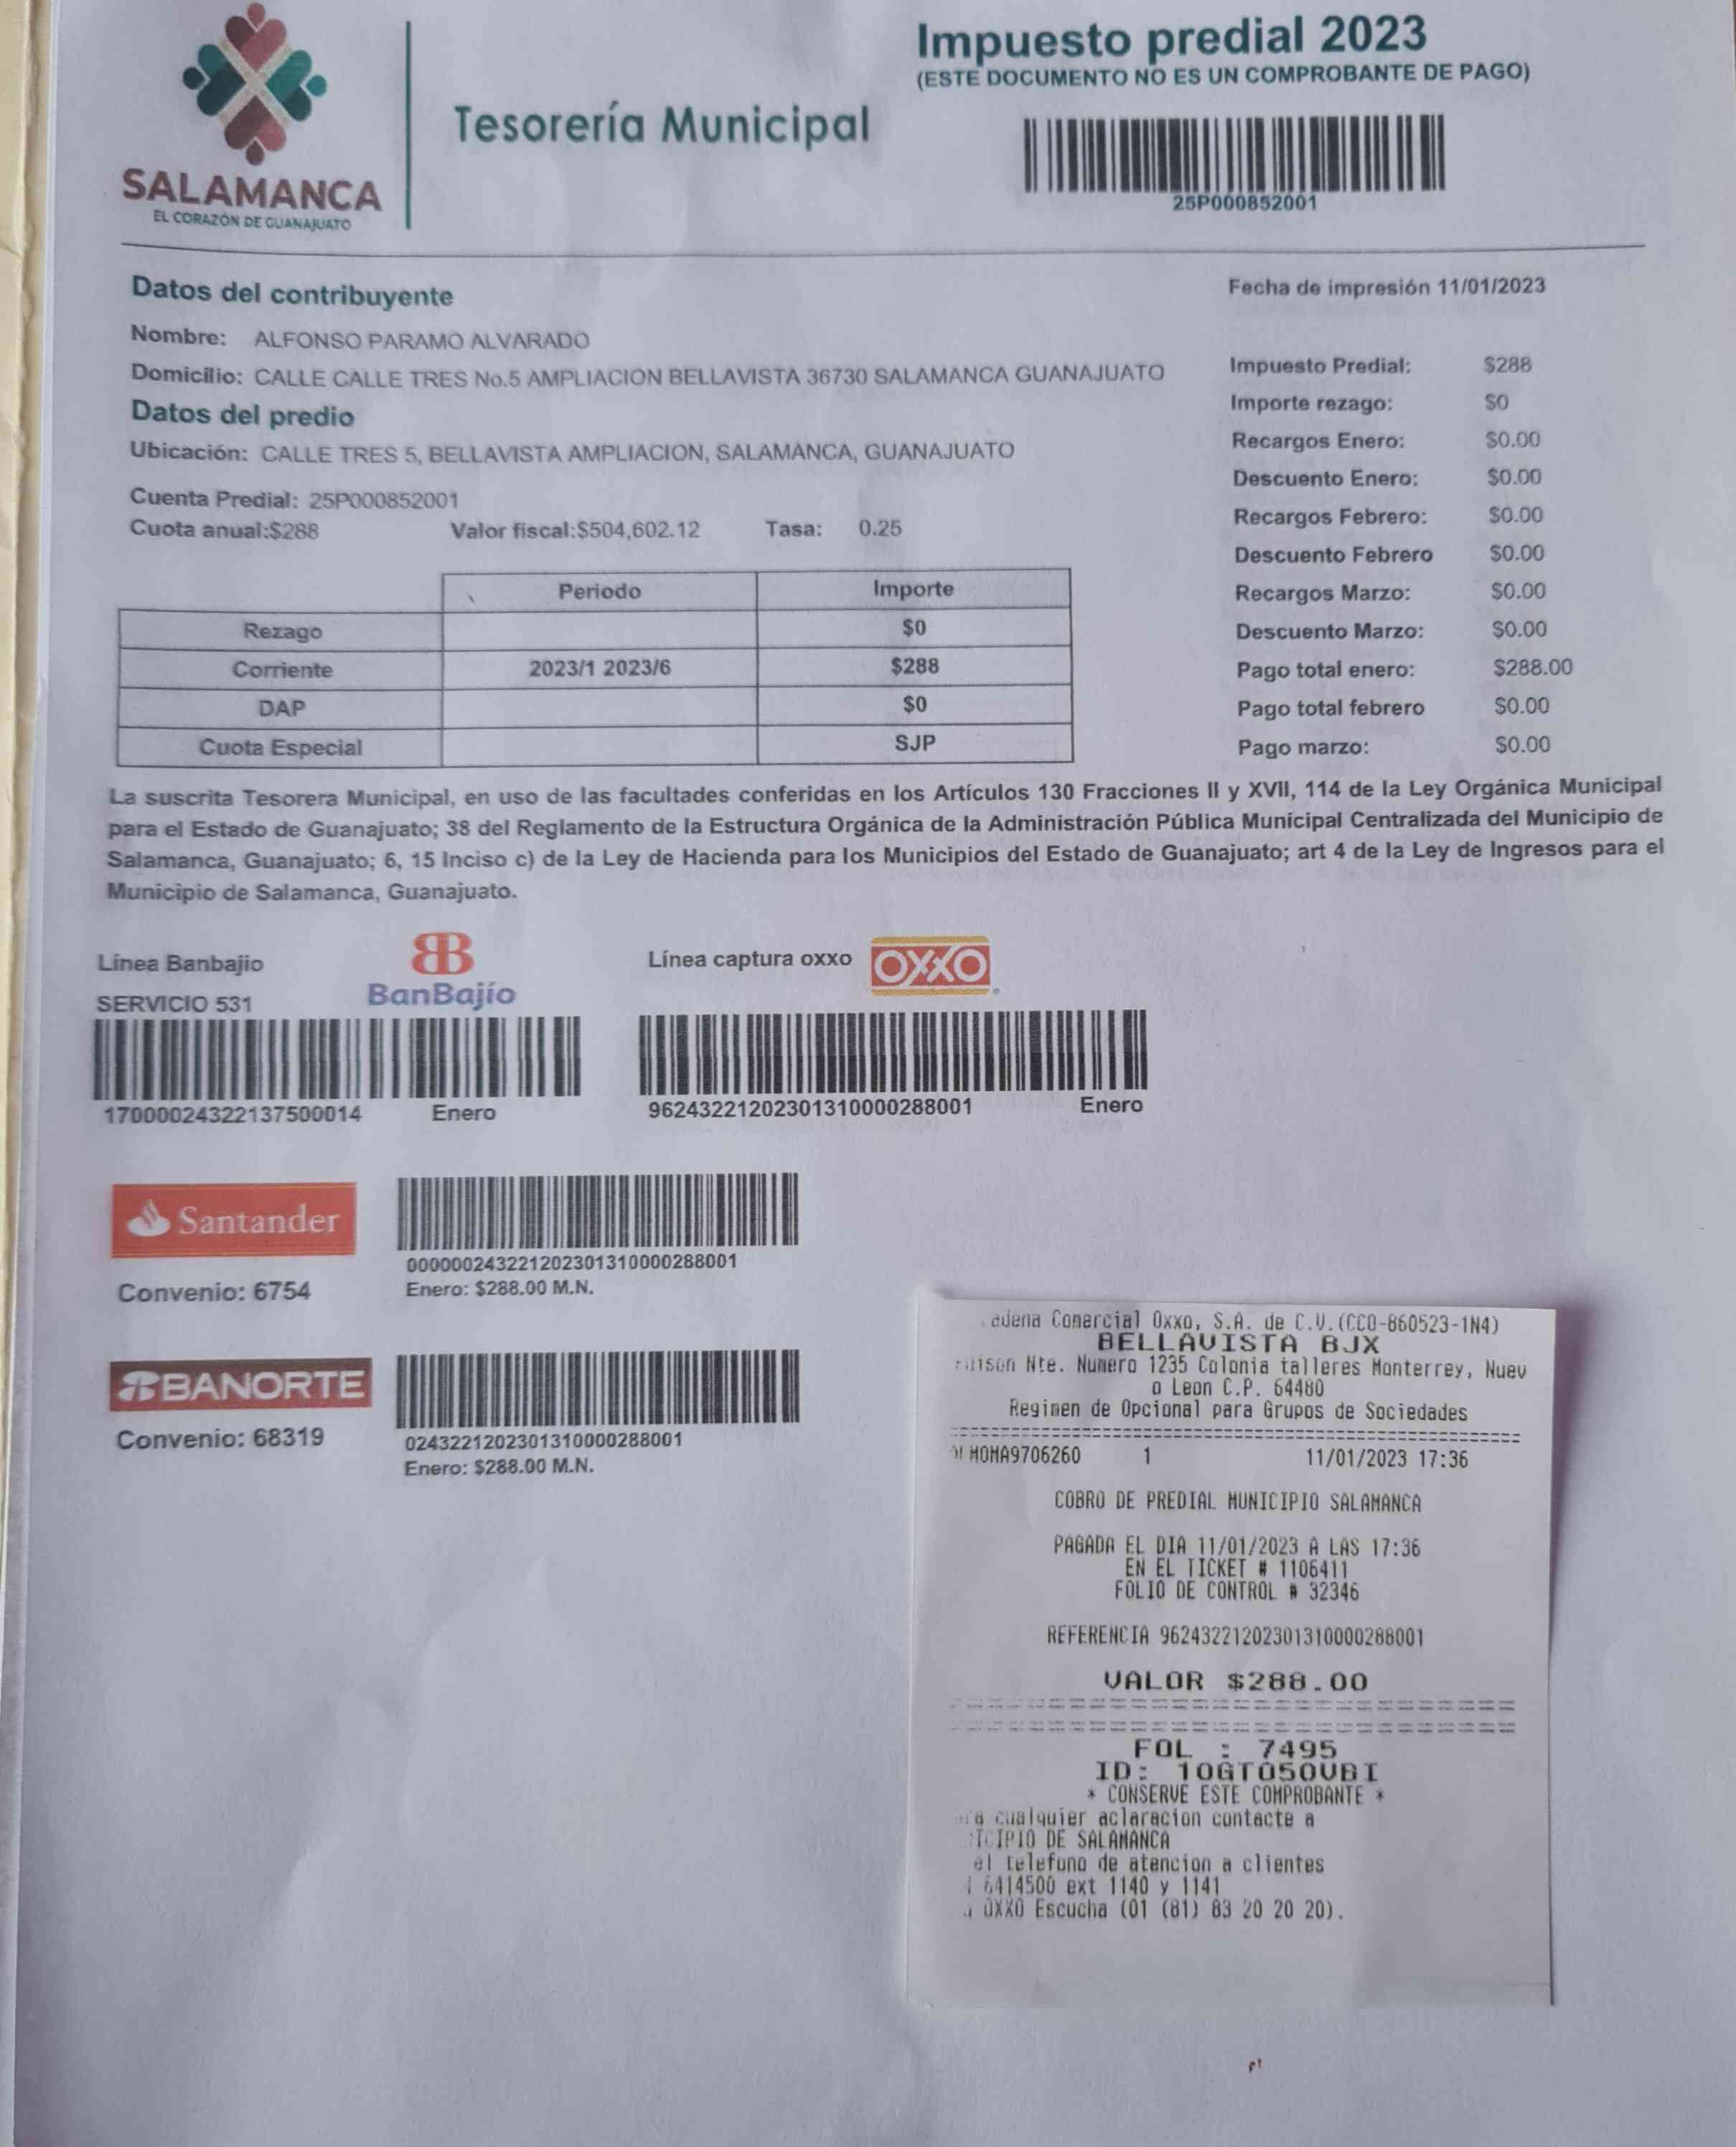 Impuesto predial 2023
(ESTE DOCUMENTO NO ES UN COMPROBANTE DE PAGO)
Tesorería Municipal
25P000852001
SALAMANCA
EL CORAZÓN DE GUANAJUATO
Fecha de impresión 11/01/2023
Datos del contribuyente
Nombre: ALFONSO PARAMO ALVARADO
Domicilio: CALLE CALLE TRES No.5 AMPLIACION BELLAVISTA 36730 SALAMANCA GUANAJUATO
Datos del predio
Ubicación: CALLE TRES 5, BELLAVISTA AMPLIACION, SALAMANCA, GUANAJUATO
Cuenta Predial: 25P000852001
Cuota anual:$288 Valor fiscal:$504,602.12 Tasa: 0.25
Periodo Importe
Rezago $0
Corriente 2023/1 2023/6 $288
DAP $0
Cuota Especial SJP
Impuesto Predial: $288
Importe rezago: $0
Recargos Enero: $0.00
Descuento Enero: $0.00
Recargos Febrero: $0.00
Descuento Febrero $0.00
Recargos Marzo: $0.00
Descuento Marzo: $0.00
Pago total enero: $288.00
Pago total febrero $0.00
Pago marzo: $0.00
La suscrita Tesorera Municipal, en uso de las facultades conferidas en los Artículos 130 Fracciones II y XVII, 114 de la Ley Orgánica Municipal
para el Estado de Guanajuato; 38 del Reglamento de la Estructura Orgánica de la Administración Pública Municipal Centralizada del Municipio de
Salamanca, Guanajuato; 6, 15 Inciso c) de la Ley de Hacienda para los Municipios del Estado de Guanajuato; art 4 de la Ley de Ingresos para el
Municipio de Salamanca, Guanajuato.
Línea Banbajio
SERVICIO 531
BB
BanBajío
17000024322137500014 Enero
Línea captura oxxo
OXXO
962432212023013100002​88001 Enero
Santander
Convenio: 6754
00000024322120230131000​0288001
Enero: $288.00 M.N.
BANORTE
Convenio: 68319
0243221202301310000288001
Enero: $288.00 M.N.
adena Comercial Oxxo, S.A. de C.V.(CCO-860523-1N4)
BELLAVISTA BJX
Nte. Numero 1235 Colonia talleres Monterrey, Nuev
o Leon C.P. 64480
Regimen de Opcional para Grupos de Sociedades
MOMA9706260 1 11/01/2023 17:36
COBRO DE PREDIAL MUNICIPIO SALAMANCA
PAGADA EL DIA 11/01/2023 A LAS 17:36
EN EL TICKET # 1106411
FOLIO DE CONTROL # 32346
REFERENCIA 96243221202301310000288001
VALOR $288.00
FOL : 7495
ID: 10GTO50VBI
* CONSERVE ESTE COMPROBANTE *
cualquier aclaracion contacte a
CIPIO DE SALAMANCA
el telefono de atencion a clientes
6414500 ext 1140 y 1141
OXXO Escucha (01 (81) 83 20 20 20).